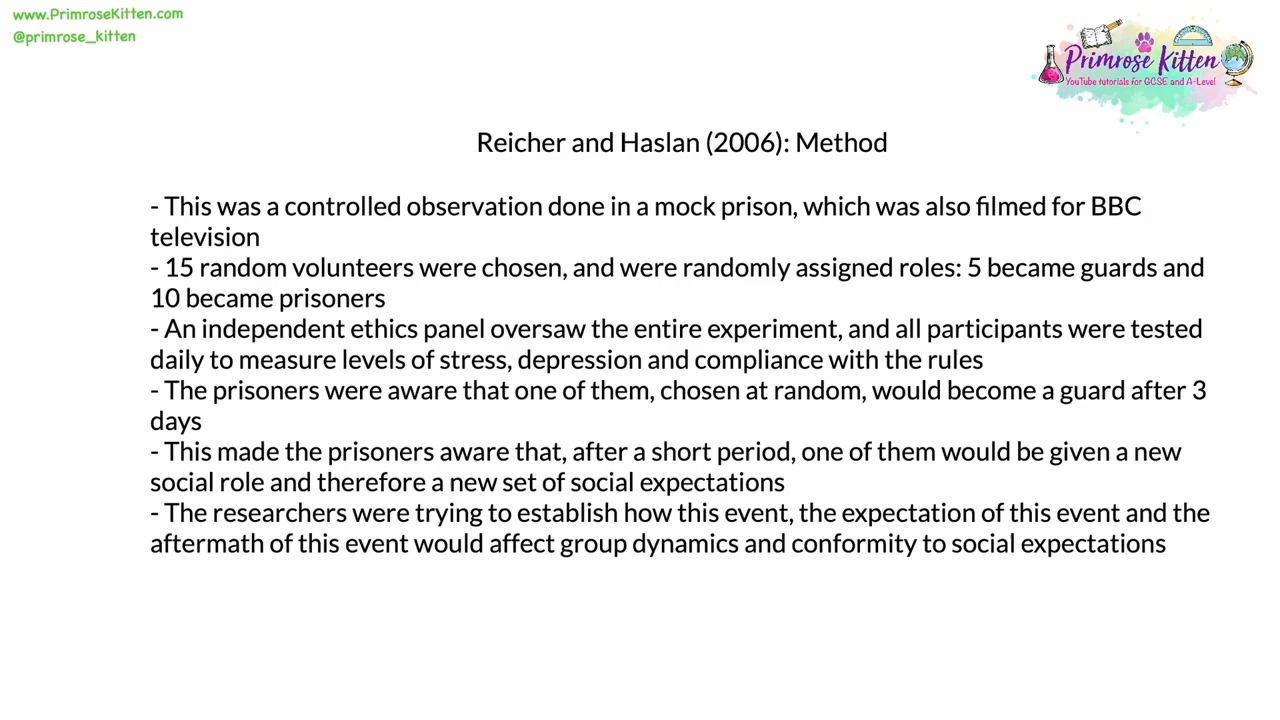 www.PrimroseKitten.com
@primrose_kitten
Primrose Kitten
YouTube tutorials for GCSE and A-Level
Reicher and Haslan (2006): Method
- This was a controlled observation done in a mock prison, which was also filmed for BBC
television
- 15 random volunteers were chosen, and were randomly assigned roles: 5 became guards and
10 became prisoners
- An independent ethics panel oversaw the entire experiment, and all participants were tested
daily to measure levels of stress, depression and compliance with the rules
- The prisoners were aware that one of them, chosen at random, would become a guard after 3
days
- This made the prisoners aware that, after a short period, one of them would be given a new
social role and therefore a new set of social expectations
- The researchers were trying to establish how this event, the expectation of this event and the
aftermath of this event would affect group dynamics and conformity to social expectations